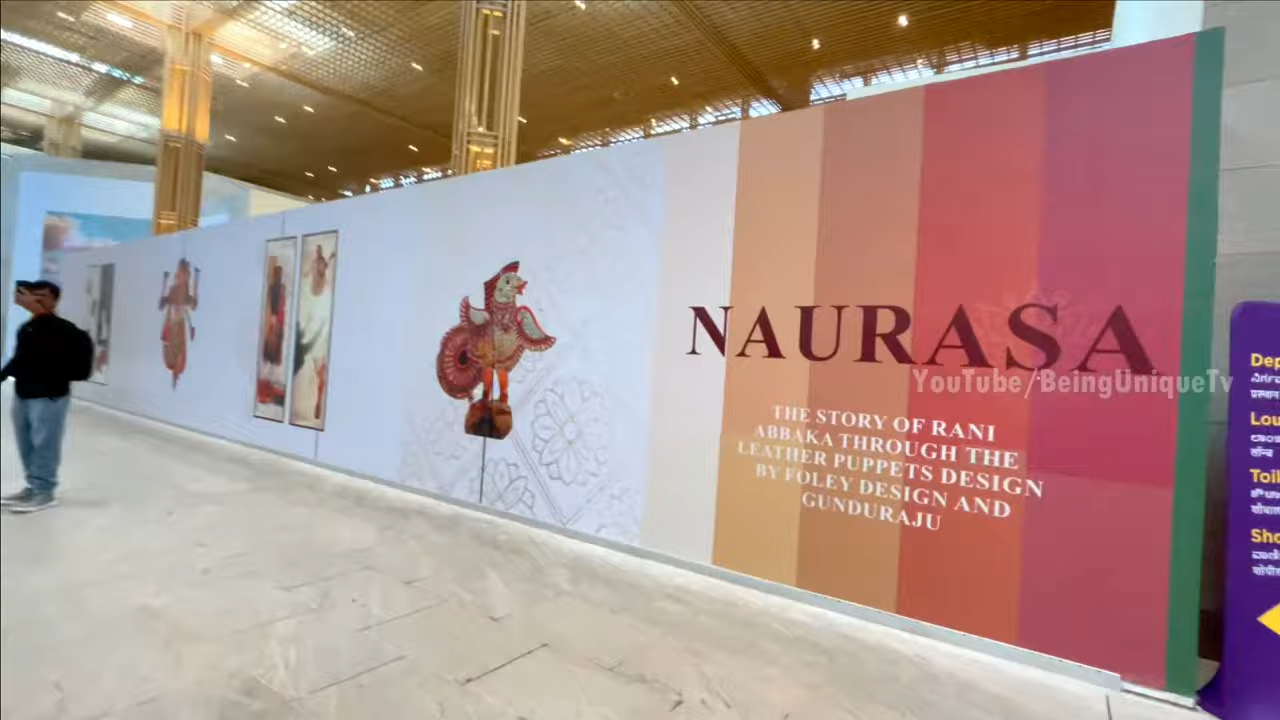 NAURASA
YouTube/BeingUniqueTv
THE STORY OF RANI
ABBAKA THROUGH THE
LEATHER PUPPETS DESIGN
BY FOLEY DESIGN AND
GUNDURAJU